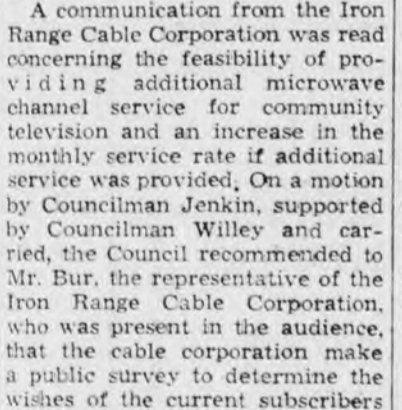 A communication from the Iron
Range Cable Corporation was read
concerning the feasibility of pro-
viding additional microwave
channel service for community
television and an increase in the
monthly service rate if additional
service was provided. On a motion
by Councilman Jenkin, supported
by Councilman Willey and car-
ried, the Council recommended to
Mr. Bur, the representative of the
Iron Range Cable Corporation,
who was present in the audience,
that the cable corporation make
a public survey to determine the
wishes of the current subscribers